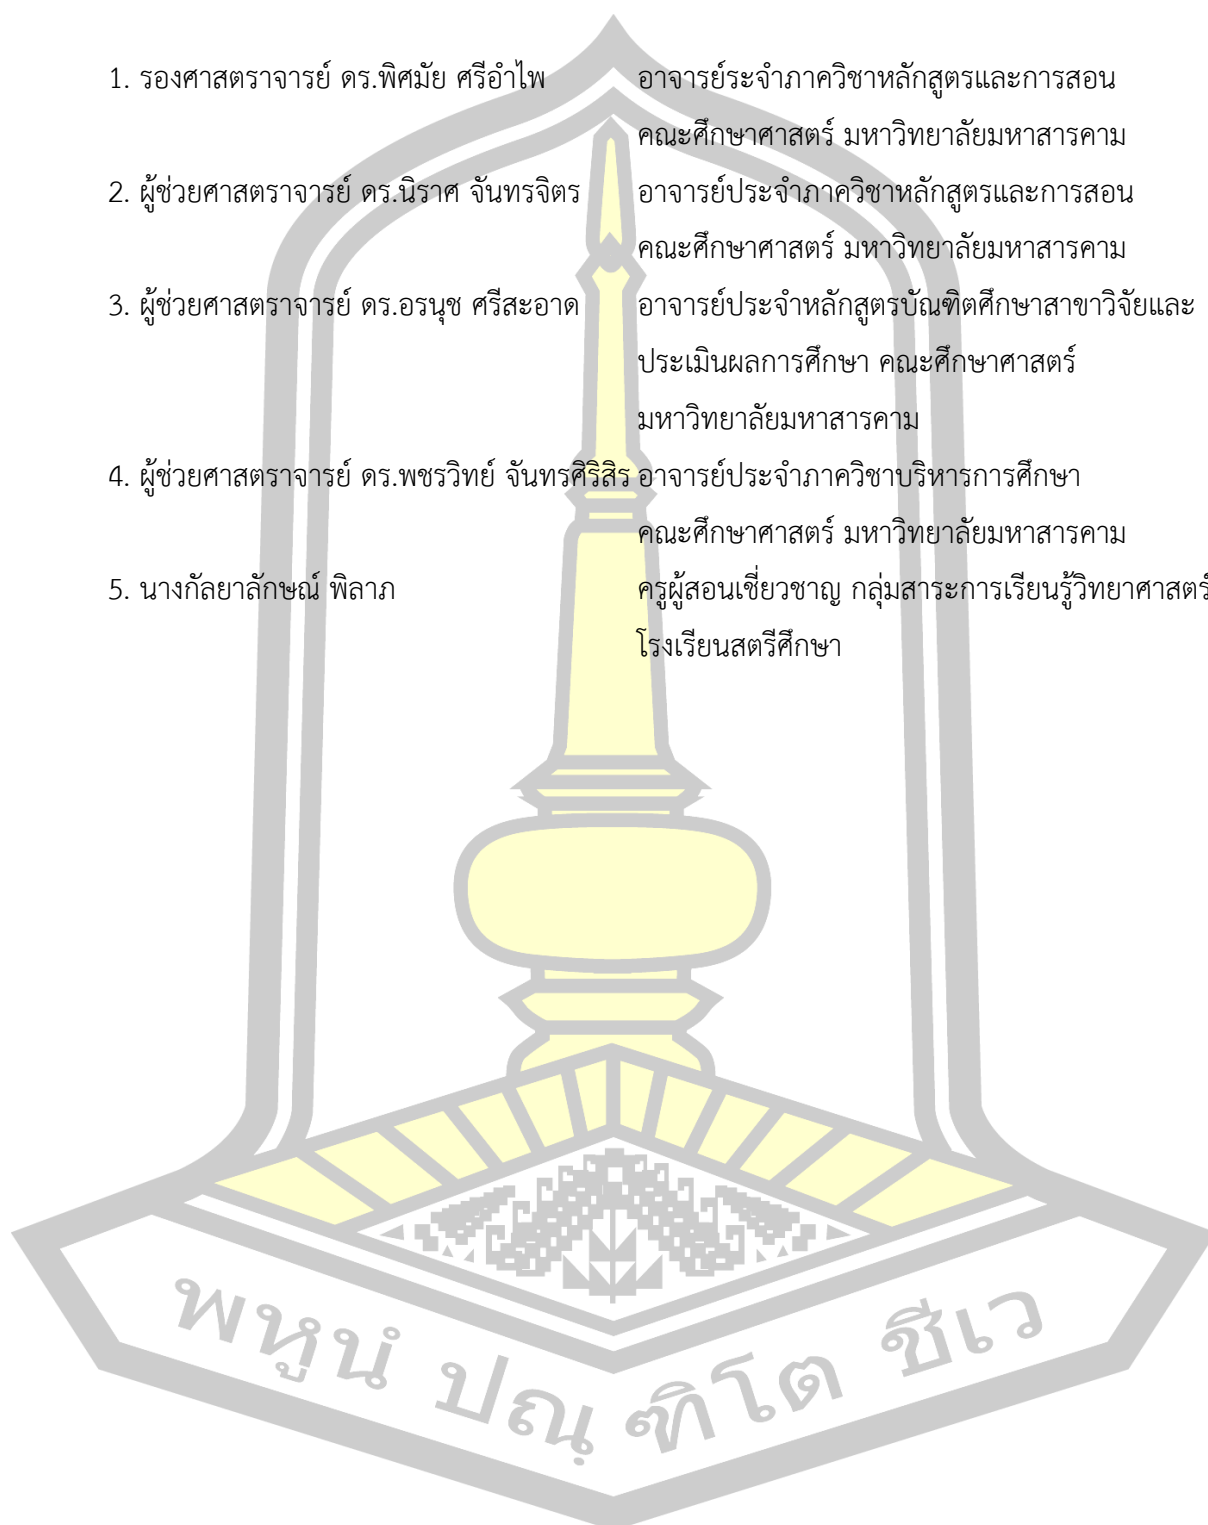 1. รองศาสตราจารย์ ดร.พิศมัย ศรีอำไพ อาจารย์ระจำภาควิชาหลักสูตรและการสอน
คณะศึกษาศาสตร์ มหาวิทยาลัยมหาสารคาม
2. ผู้ช่วยศาสตราจารย์ ดร.นิราศ จันทรจิตร อาจารย์ประจำภาควิชาหลักสูตรและการสอน
คณะศึกษาศาสตร์ มหาวิทยาลัยมหาสารคาม
3. ผู้ช่วยศาสตราจารย์ ดร.อรนุช ศรีสะอาด อาจารย์ประจำหลักสูตรบัณฑิตศึกษาสาขาวิจัยและ
ประเมินผลการศึกษา คณะศึกษาศาสตร์
มหาวิทยาลัยมหาสารคาม
4. ผู้ช่วยศาสตราจารย์ ดร.พชรวิทย์ จันทรศิริสิร อาจารย์ประจำภาควิชาบริหารการศึกษา
คณะศึกษาศาสตร์ มหาวิทยาลัยมหาสารคาม
5. นางกัลยาลักษณ์ พิลาภ ครูผู้สอนเชี่ยวชาญ กลุ่มสาระการเรียนรู้วิทยาศาสตร์
โรงเรียนสตรีศึกษา
พหูนํ ปณฺฑิโต ชีเว